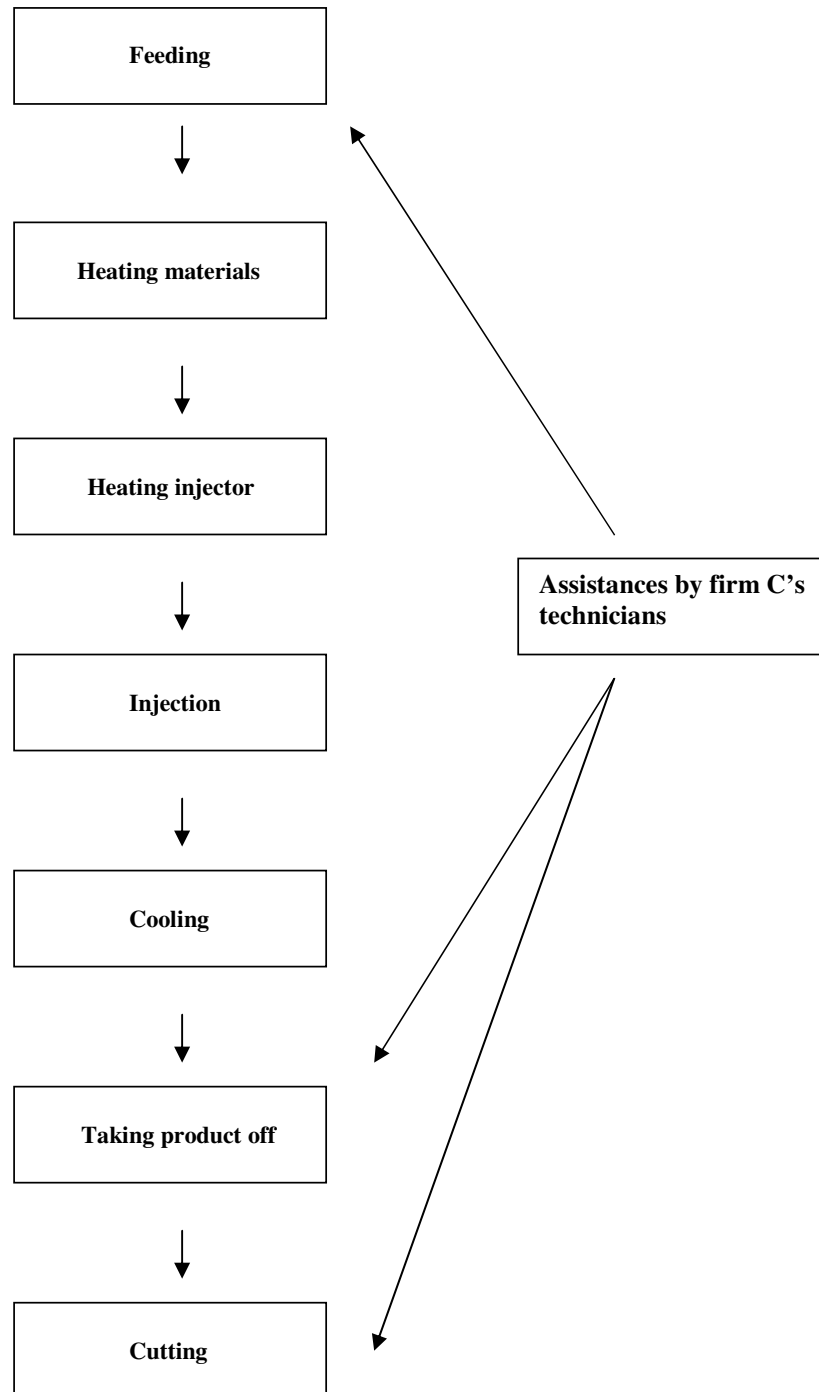 Feeding
Heating materials
Heating injector
Assistances by firm C's
technicians
Injection
Cooling
Taking product off
Cutting